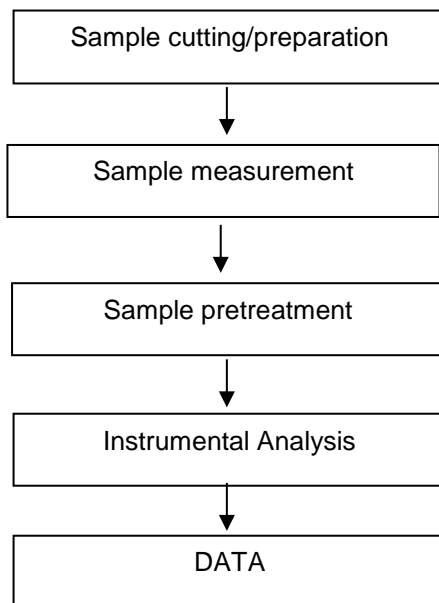 Sample cutting/preparation
Sample measurement
Sample pretreatment
Instrumental Analysis
DATA